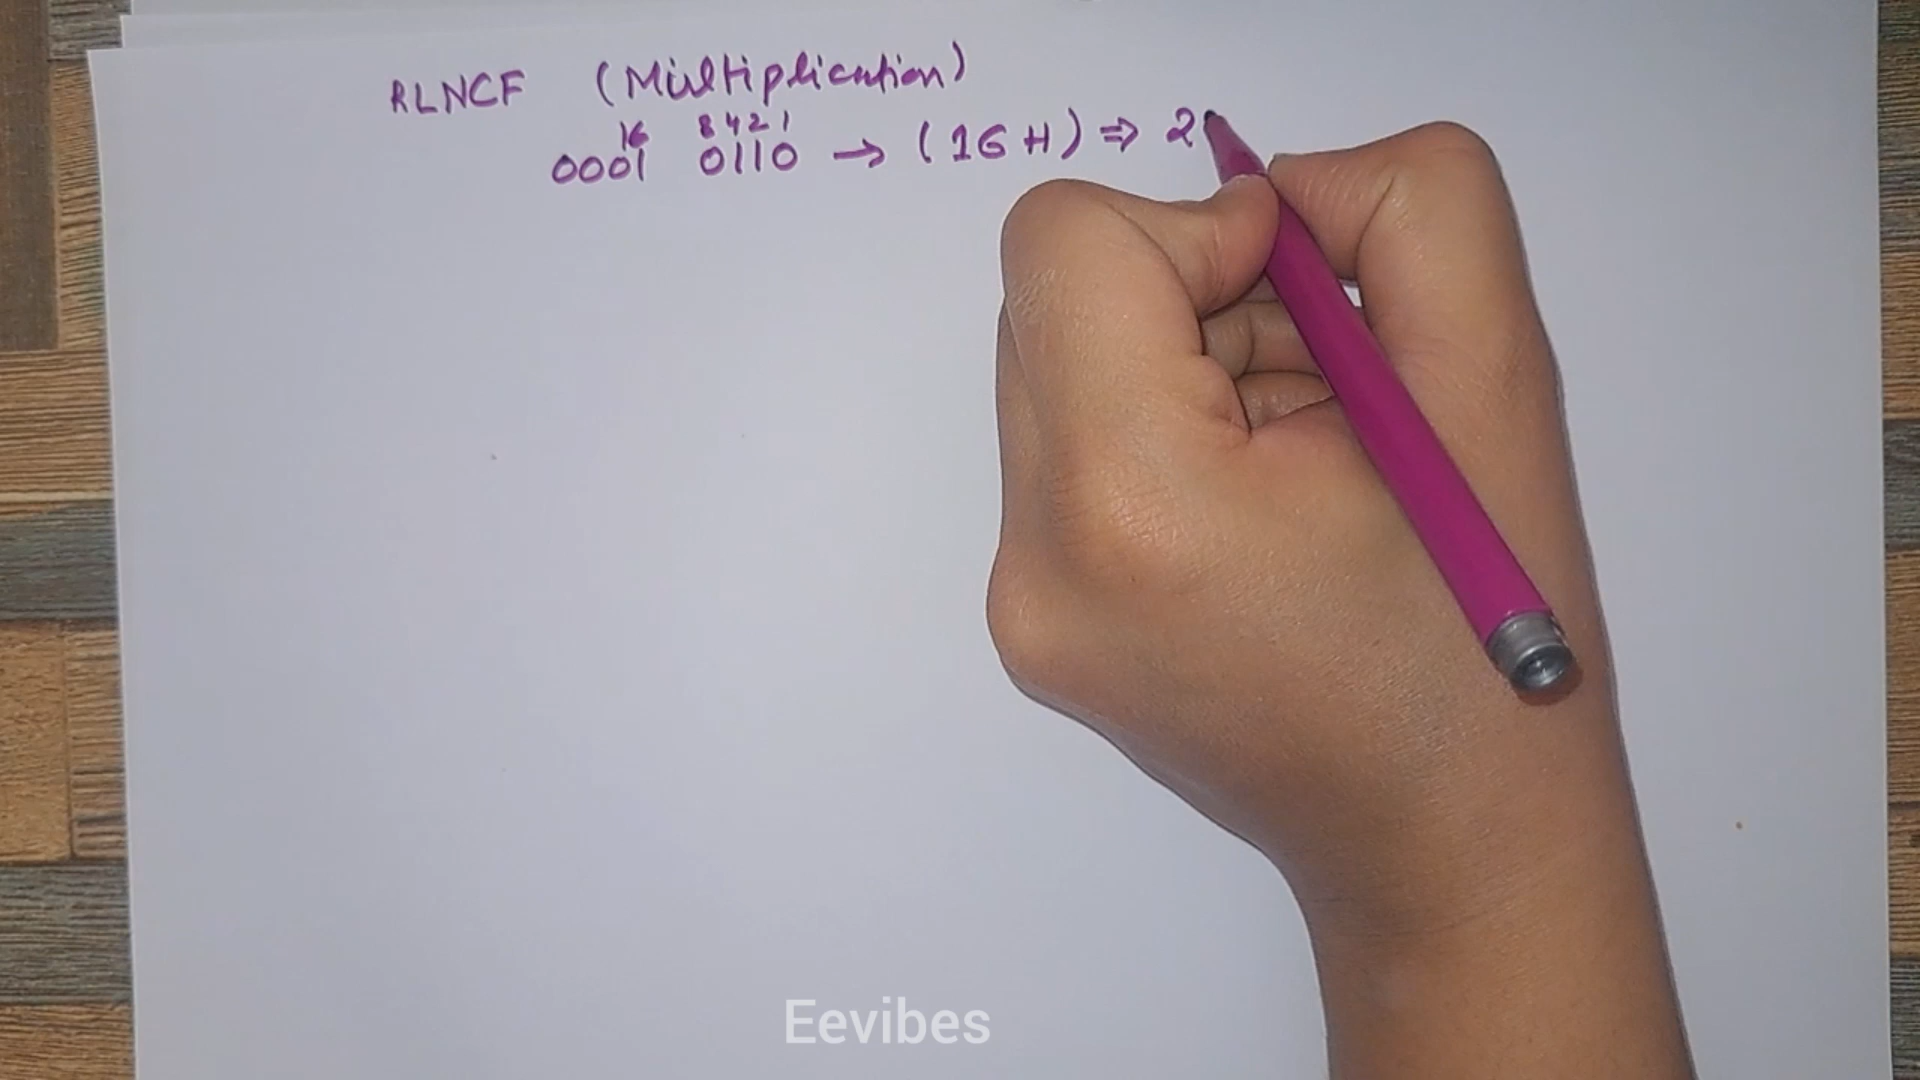 RLNCF (Multiplication)
16 8421
0001 0110 → (16H) ⇒ 2
Eevibes